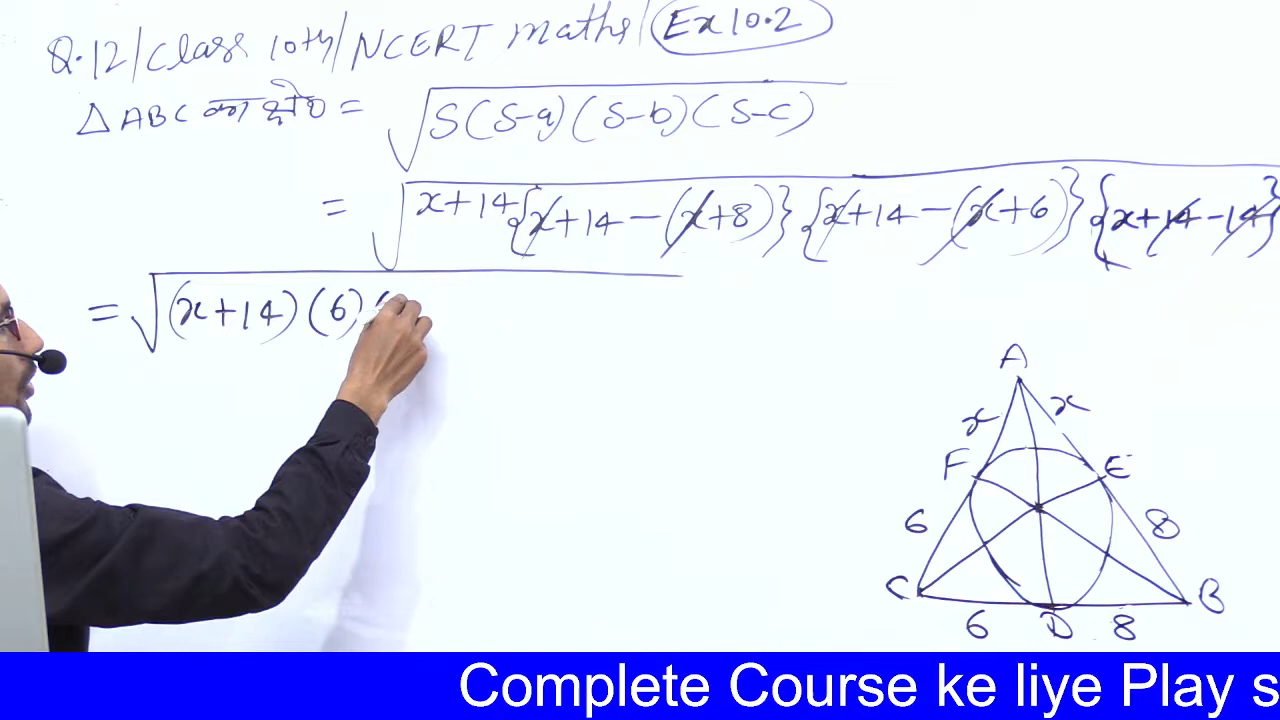 Q.12/Class 10th/NCERT maths/Ex 10.2
△ABC का क्षे० = √S(S-a)(S-b)(S-c)
= √x+14{x+14-(x+8)}{x+14-(x+6)}{x+14-14}
= √(x+14)(6)(
A
x x
F E
6 8
C B
6 D 8
Complete Course ke liye Play s